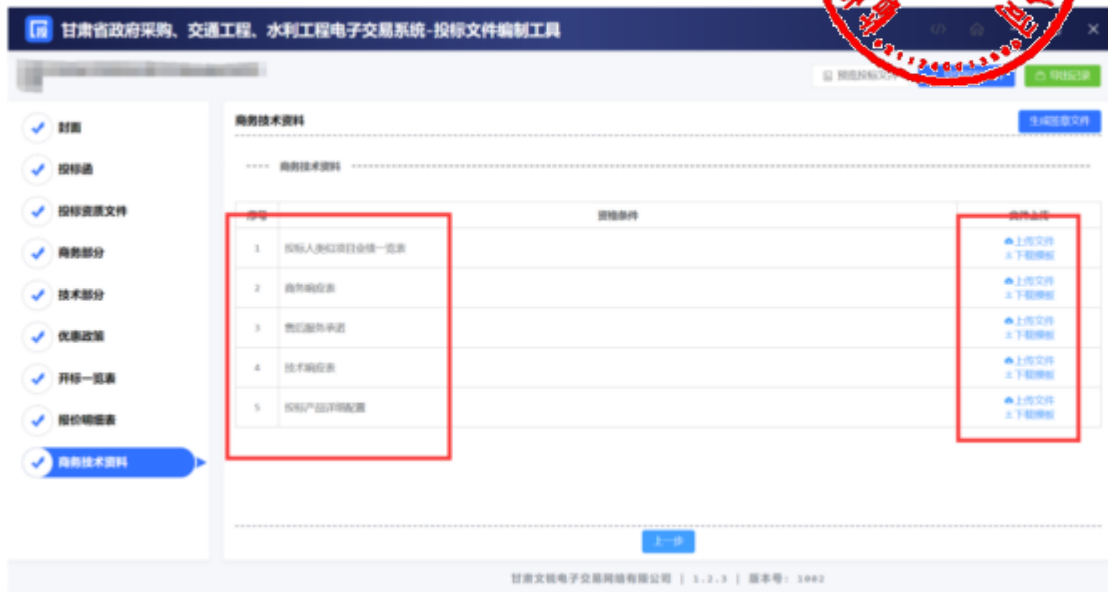 甘肃省政府采购、交通工程、水利工程电子交易系统-投标文件编制工具
导出记录
封面
投标函
投标资质文件
商务部分
技术部分
优惠政策
开标一览表
报价明细表
商务技术资料
商务技术资料
生成签章文件
商务技术资料
序号 资格条件 文件上传
1 投标人类似项目业绩一览表 上传文件
下载模板
2 商务响应表 上传文件
下载模板
3 售后服务承诺 上传文件
下载模板
4 技术响应表 上传文件
下载模板
5 投标产品详细配置 上传文件
下载模板
上一步
甘肃文锐电子交易网络有限公司 | 1.2.3 | 版本号: 1002